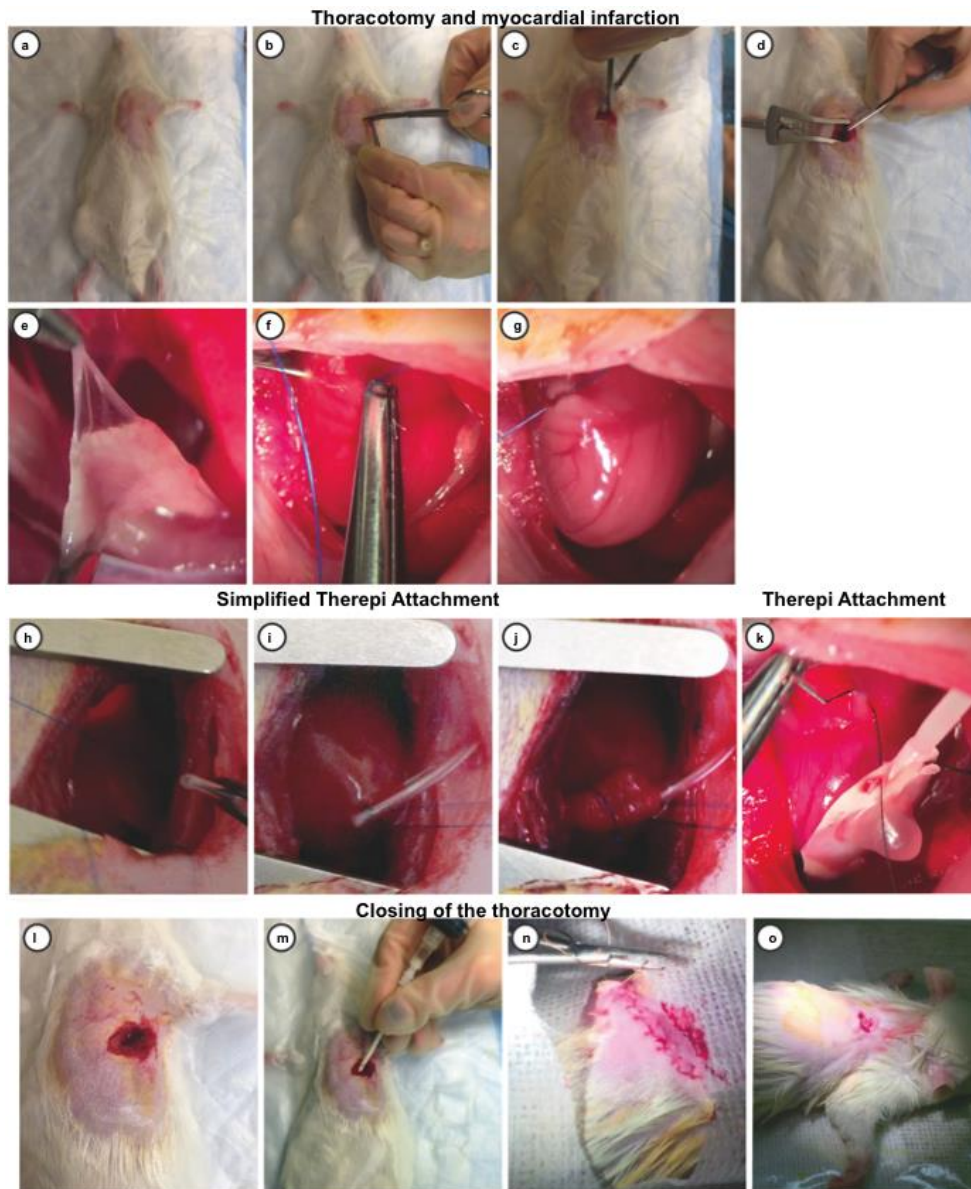 Thoracotomy and myocardial infarction
a
b
c
d
e
f
g
Simplified Therepi Attachment
Therepi Attachment
h
i
j
k
Closing of the thoracotomy
l
m
n
o